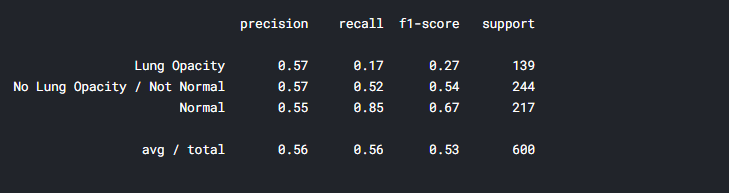 precision recall f1-score support
Lung Opacity 0.57 0.17 0.27 139
No Lung Opacity / Not Normal 0.57 0.52 0.54 244
Normal 0.55 0.85 0.67 217
avg / total 0.56 0.56 0.53 600